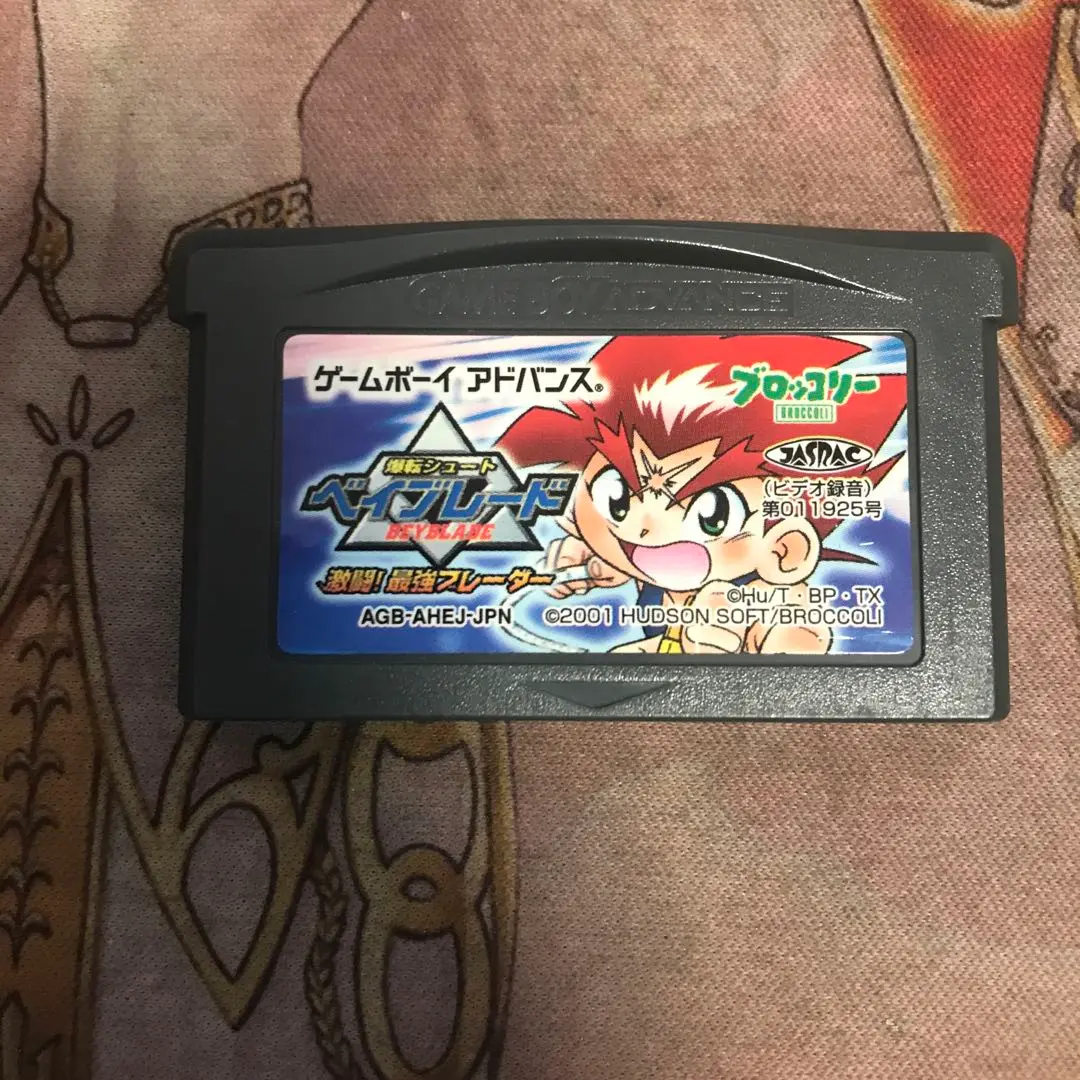 GAME BOY ADVANCE
ゲームボーイ アドバンス®
ブロッコリー
BROCCOLI
爆転シュート
ベイブレード
BEYBLADE
激闘!最強ブレーダー
JASRAC
(ビデオ録音)
第011925号
©Hu/T・BP・TX
AGB-AHEJ-JPN ©2001 HUDSON SOFT/BROCCOLI